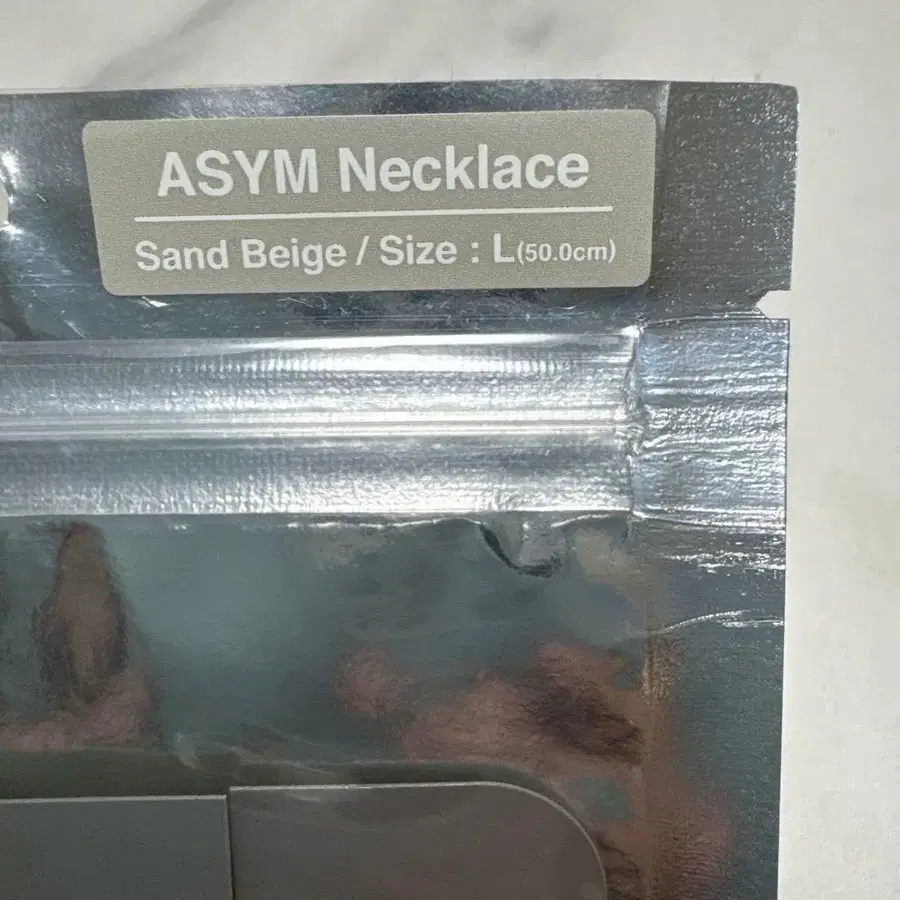 ASYM Necklace
Sand Beige / Size : L(50.0cm)